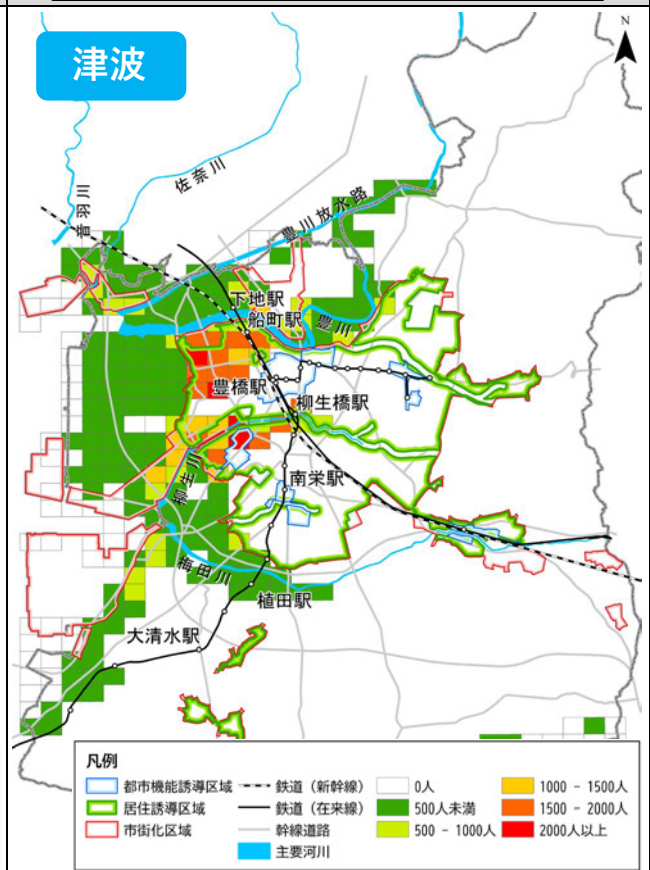 津波
N
佐奈川
音羽川
豊川放水路
下地駅
船町駅
豊川
豊橋駅
柳生橋駅
柳生川
南栄駅
梅田川
植田駅
大清水駅
凡例
都市機能誘導区域
鉄道（新幹線）
0人
1000 - 1500人
居住誘導区域
鉄道（在来線）
500人未満
1500 - 2000人
市街化区域
幹線道路
500 - 1000人
2000人以上
主要河川